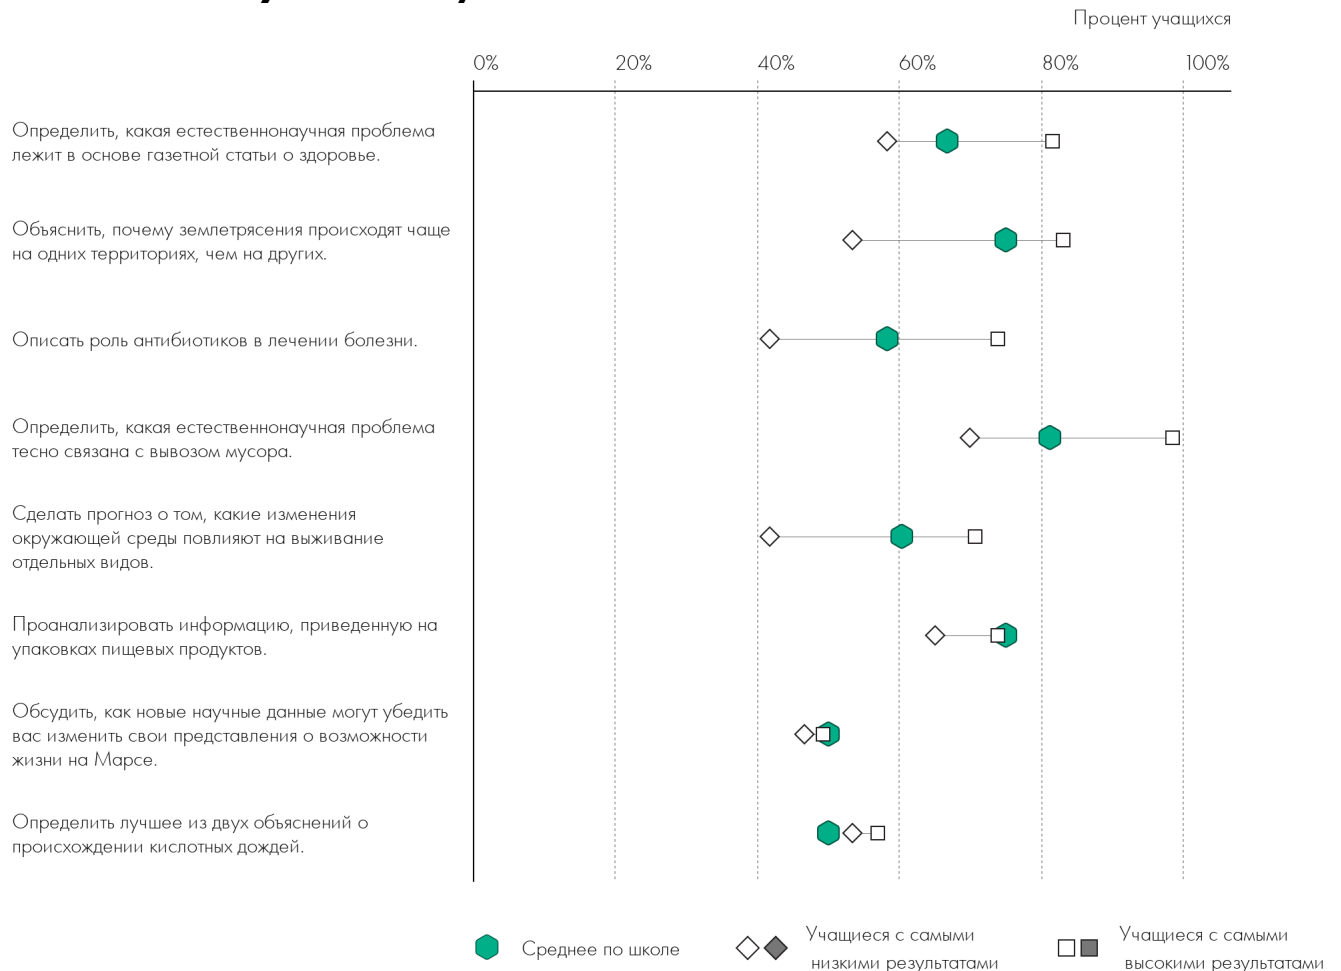 Процент учащихся
0% 20% 40% 60% 80% 100%
Определить, какая естественнонаучная проблема
лежит в основе газетной статьи о здоровье.
Объяснить, почему землетрясения происходят чаще
на одних территориях, чем на других.
Описать роль антибиотиков в лечении болезни.
Определить, какая естественнонаучная проблема
тесно связана с вывозом мусора.
Сделать прогноз о том, какие изменения
окружающей среды повлияют на выживание
отдельных видов.
Проанализировать информацию, приведенную на
упаковках пищевых продуктов.
Обсудить, как новые научные данные могут убедить
вас изменить свои представления о возможности
жизни на Марсе.
Определить лучшее из двух объяснений о
происхождении кислотных дождей.
Среднее по школе
Учащиеся с самыми
низкими результатами
Учащиеся с самыми
высокими результатами